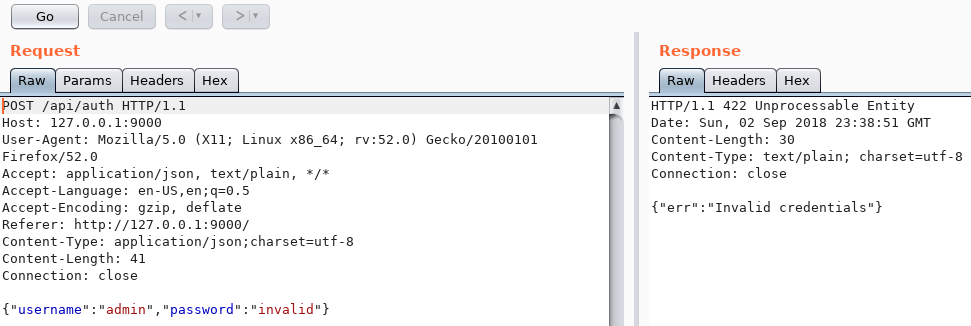 Go
Cancel
<
>
Request
Raw
Params
Headers
Hex
POST /api/auth HTTP/1.1
Host: 127.0.0.1:9000
User-Agent: Mozilla/5.0 (X11; Linux x86_64; rv:52.0) Gecko/20100101
Firefox/52.0
Accept: application/json, text/plain, */*
Accept-Language: en-US,en;q=0.5
Accept-Encoding: gzip, deflate
Referer: http://127.0.0.1:9000/
Content-Type: application/json;charset=utf-8
Content-Length: 41
Connection: close
{"username":"admin","password":"invalid"}
Response
Raw
Headers
Hex
HTTP/1.1 422 Unprocessable Entity
Date: Sun, 02 Sep 2018 23:38:51 GMT
Content-Length: 30
Content-Type: text/plain; charset=utf-8
Connection: close
{"err":"Invalid credentials"}